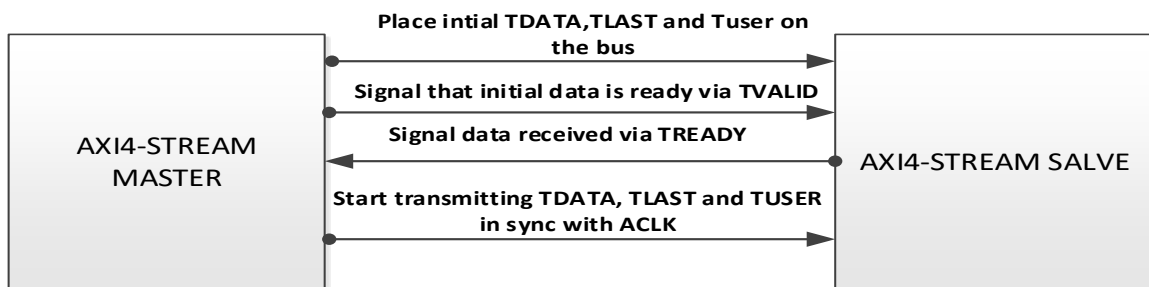 Place intial TDATA,TLAST and Tuser on
the bus
Signal that initial data is ready via TVALID
Signal data received via TREADY
AXI4-STREAM
MASTER
AXI4-STREAM SALVE
Start transmitting TDATA, TLAST and TUSER
in sync with ACLK